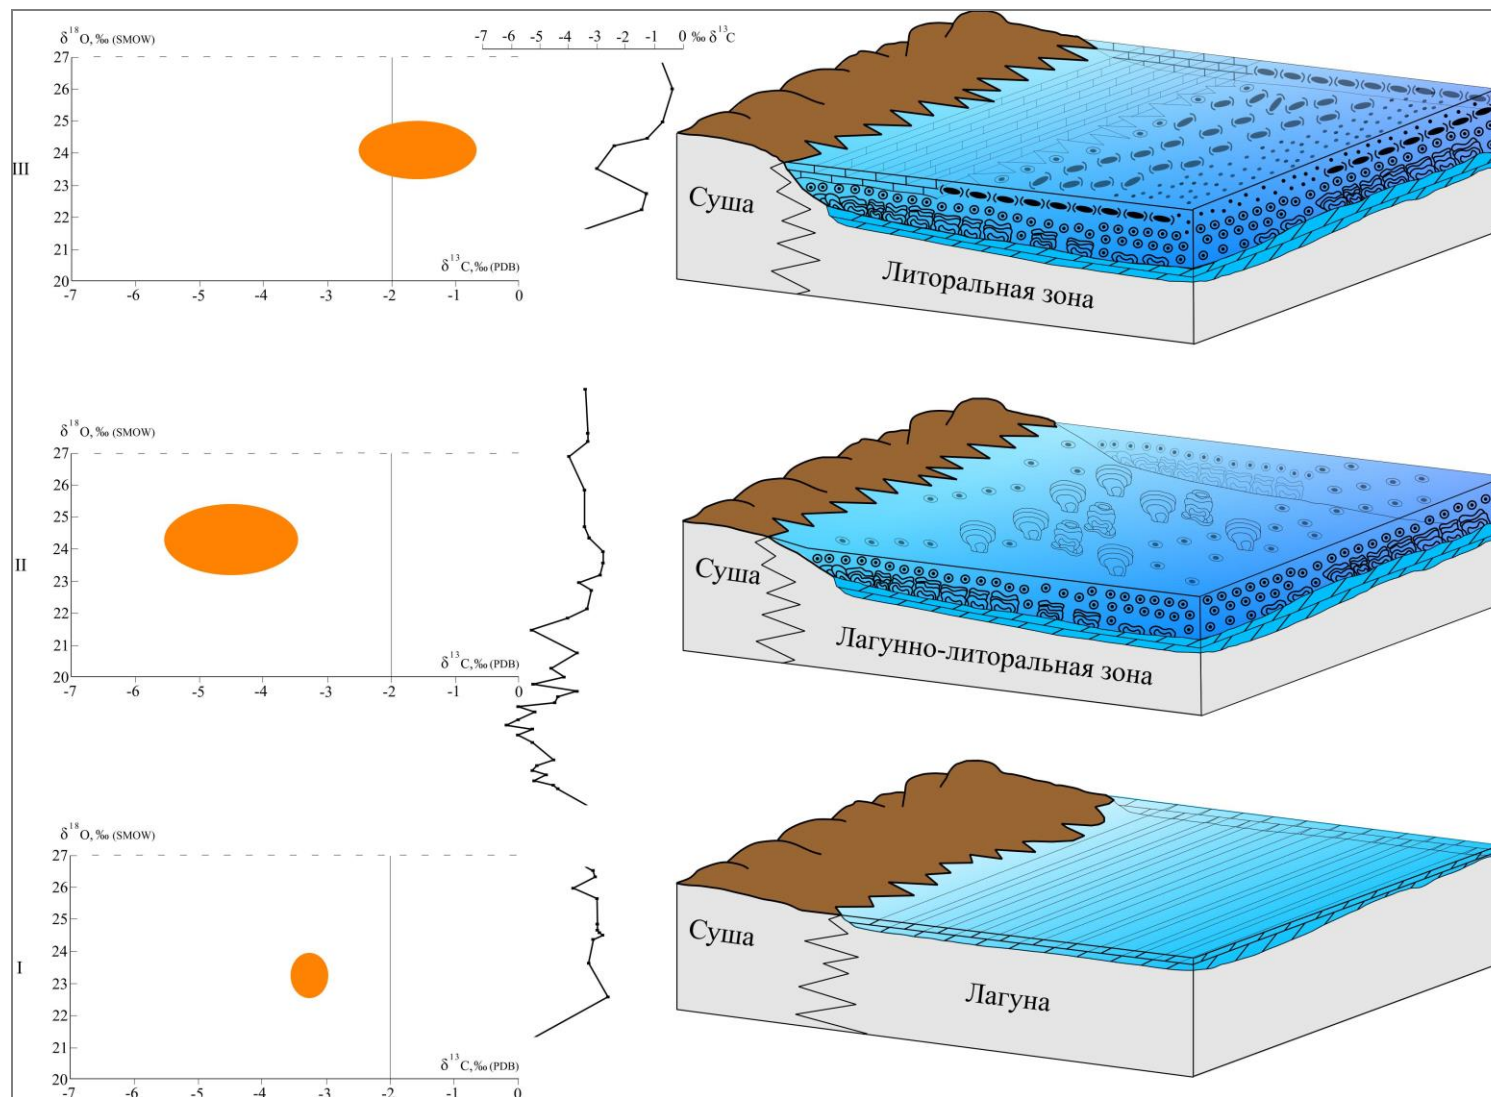 δ¹⁸O, ‰ (SMOW)
27
26
25
24
23
22
21
20
-7 -6 -5 -4 -3 -2 -1 0
δ¹³C, ‰ (PDB)
III
-7 -5 -4 -3 -1 0 ‰ δ¹³C
Суша
Литоральная зона
δ¹⁸O, ‰ (SMOW)
27
26
25
24
23
22
21
20
-7 -6 -5 -4 -3 -2 -1 0
δ¹³C, ‰ (PDB)
II
Суша
Лагунно-литоральная зона
δ¹⁸O, ‰ (SMOW)
27
26
25
24
23
22
21
20
-7 -6 -5 -4 -3 -2 -1 0
δ¹³C, ‰ (PDB)
I
Суша
Лагуна